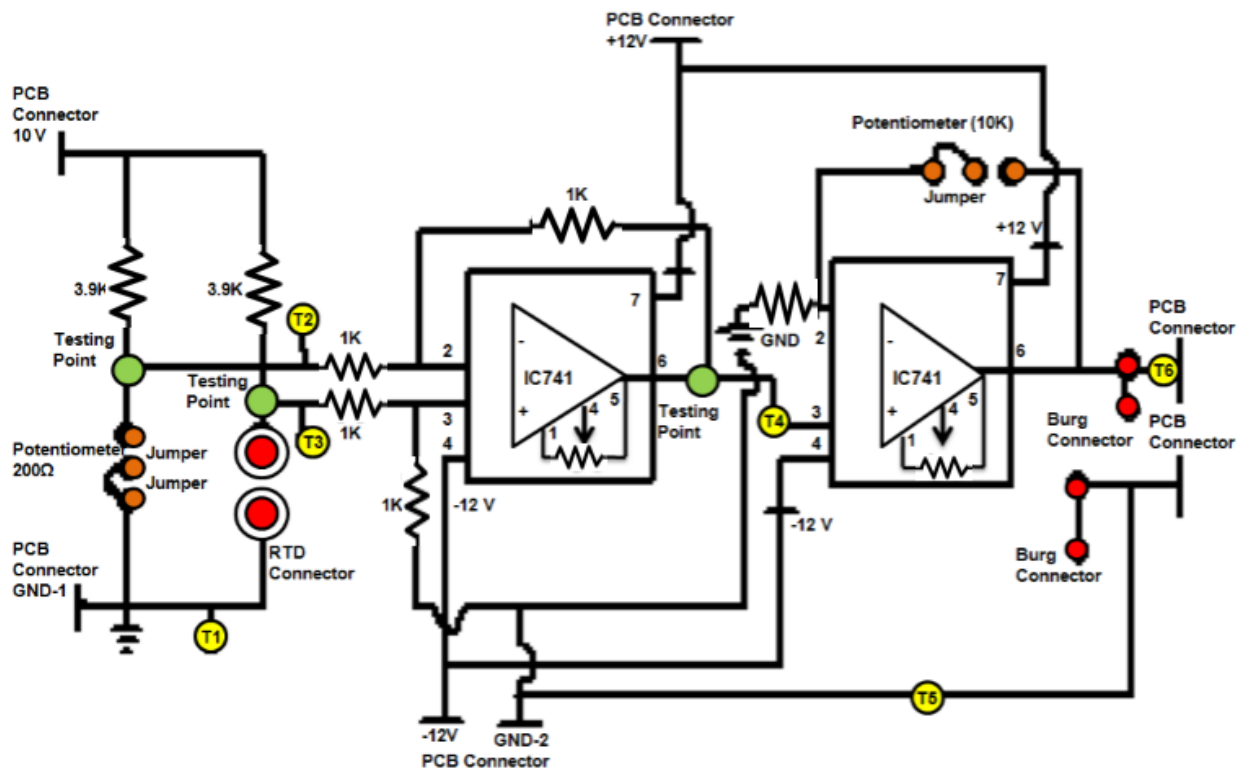 PCB Connector
+12V
PCB
Connector
10 V
Potentiometer (10K)
Jumper
1K
+12 V
3.9K
3.9K
7
7
T2
Testing
Point
1K
2
GND
2
PCB
Connector
6
6
T6
Testing
Point
-
IC741
-
IC741
T3
1K
3
+
4
5
1
Testing
Point
T4
3
+
4
5
1
Burg
Connector
PCB
Connector
4
4
Potentiometer
200Ω
Jumper
Jumper
1K
-12 V
-12 V
RTD
Connector
PCB
Connector
GND-1
Burg
Connector
T1
T5
-12V
GND-2
PCB Connector